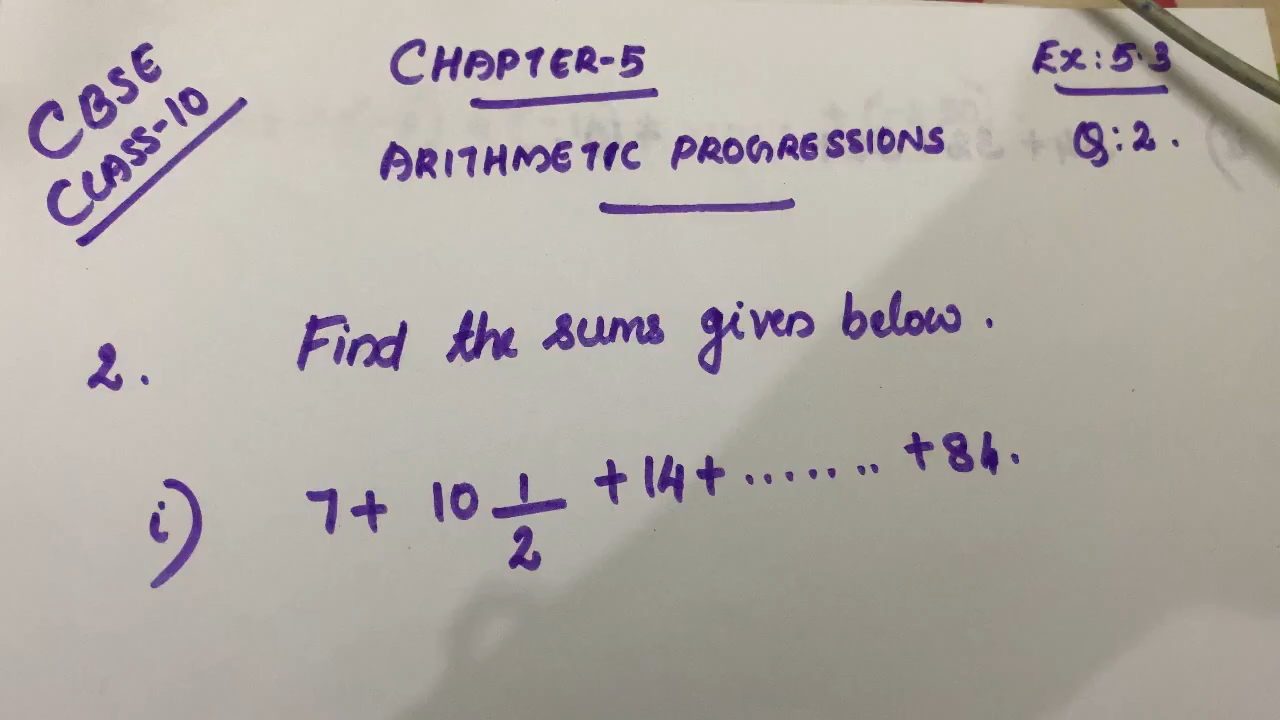 CBSE
CLASS-10
CHAPTER-5
ARITHMETIC PROGRESSIONS
Ex: 5.3
Q: 2.
2. Find the sums given below.
i) 7 + 10 1/2 + 14 + ....... + 84.